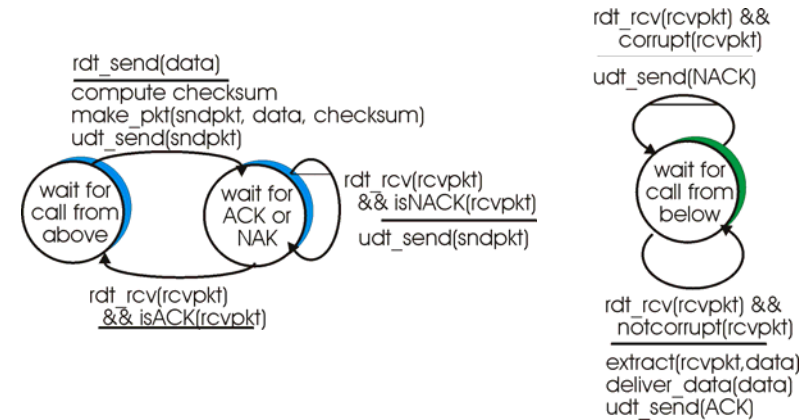 rdt_send(data)
compute checksum
make_pkt(sndpkt, data, checksum)
udt_send(sndpkt)
wait for
call from
above
wait for
ACK or
NAK
rdt_rcv(rcvpkt)
&& isNACK(rcvpkt)
udt_send(sndpkt)
rdt_rcv(rcvpkt)
&& isACK(rcvpkt)
rdt_rcv(rcvpkt) &&
corrupt(rcvpkt)
udt_send(NACK)
wait for
call from
below
rdt_rcv(rcvpkt) &&
notcorrupt(rcvpkt)
extract(rcvpkt,data)
deliver_data(data)
udt_send(ACK)